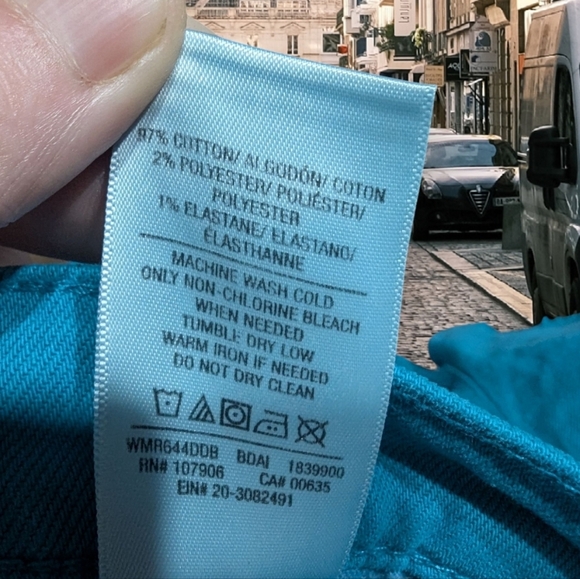 97% COTTON/ ALGODÓN/ COTON
2% POLYESTER/ POLIÉSTER/
POLYESTER
1% ELASTANE/ ELASTANO/
ÉLASTHANNE
MACHINE WASH COLD
ONLY NON-CHLORINE BLEACH
WHEN NEEDED
TUMBLE DRY LOW
WARM IRON IF NEEDED
DO NOT DRY CLEAN
WMR644DDB BDAJ 1839900
RN# 107906 CA# 00635
EIN# 20-3082491